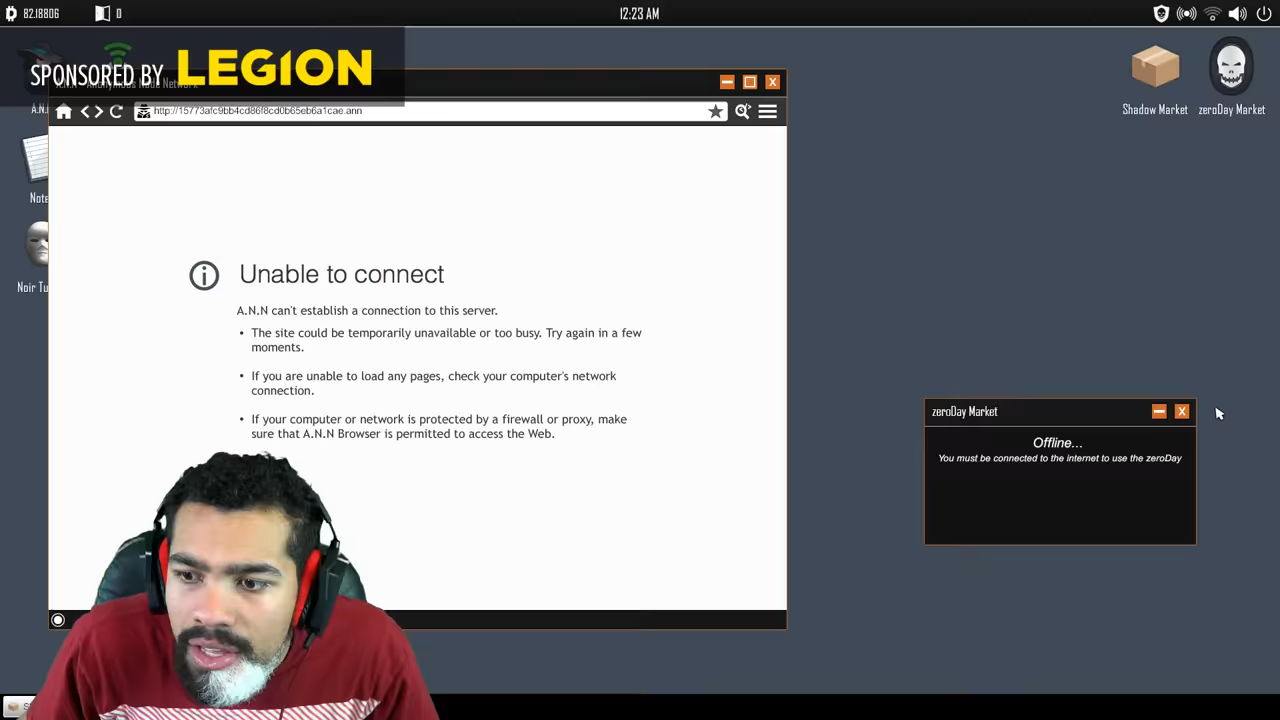 82.18806
0
12:23 AM
SPONSORED BY LEGION
http://15773afc9bb4cd86f8cd0b65eb6a1cae.ann
Shadow Market
zeroDay Market
Unable to connect
A.N.N can't establish a connection to this server.
• The site could be temporarily unavailable or too busy. Try again in a few
moments.
• If you are unable to load any pages, check your computer's network
connection.
• If your computer or network is protected by a firewall or proxy, make
sure that A.N.N Browser is permitted to access the Web.
zeroDay Market
Offline...
You must be connected to the internet to use the zeroDay
Note
Noir Tu